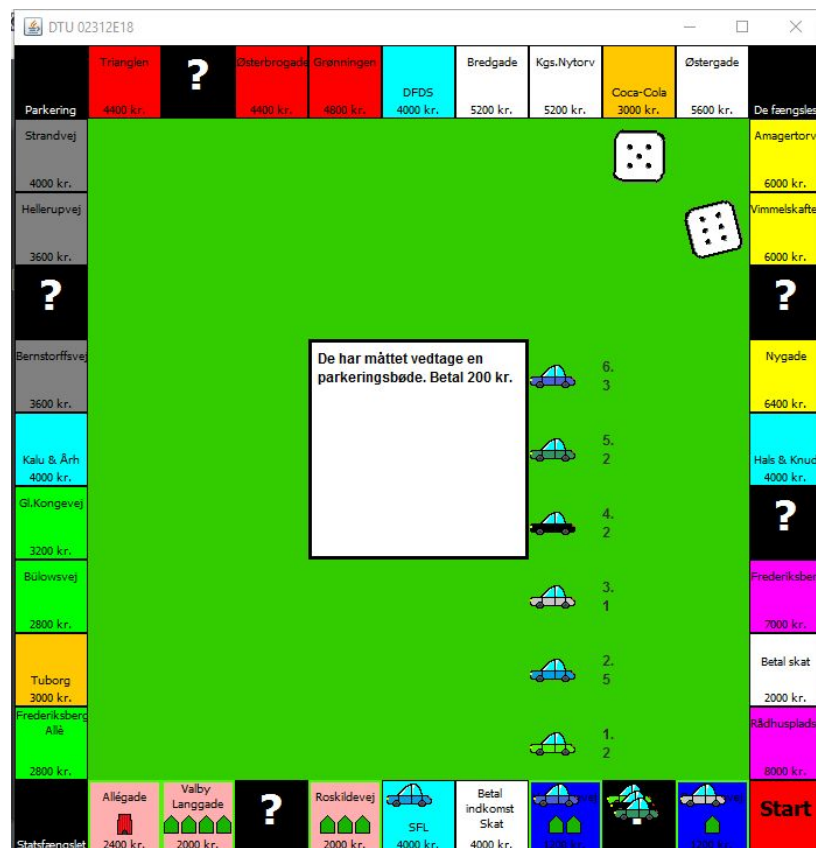 DTU 02312E18
Trianglen
4400 kr.
?
Østerbrogade
4400 kr.
Grønningen
4800 kr.
DFDS
4000 kr.
Bredgade
5200 kr.
Kgs.Nytorv
5200 kr.
Coca-Cola
3000 kr.
Østergade
5600 kr.
Parkering
De fængsles
Strandvej
4000 kr.
Amagertorv
6000 kr.
Hellerupvej
3600 kr.
Vimmelskafte
6000 kr.
?
?
Bernstorffsvej
3600 kr.
Nygade
6400 kr.
De har måttet vedtage en
parkeringsbøde. Betal 200 kr.
6.
3
Kalu & Århu
4000 kr.
5.
2
Hals & Knud
4000 kr.
Gl.Kongevej
3200 kr.
4.
2
?
Bülowsvej
2800 kr.
3.
1
Frederiksber
7000 kr.
Tuborg
3000 kr.
2.
5
Betal skat
2000 kr.
Frederiksberg
Allè
2800 kr.
1.
2
Rådhusplads
8000 kr.
Statsfængslet
Allégade
2400 kr.
Valby
Langgade
2000 kr.
?
Roskildevej
2000 kr.
SFL
4000 kr.
Betal
indkomst
Skat
4000 kr.
1200 kr.
Start